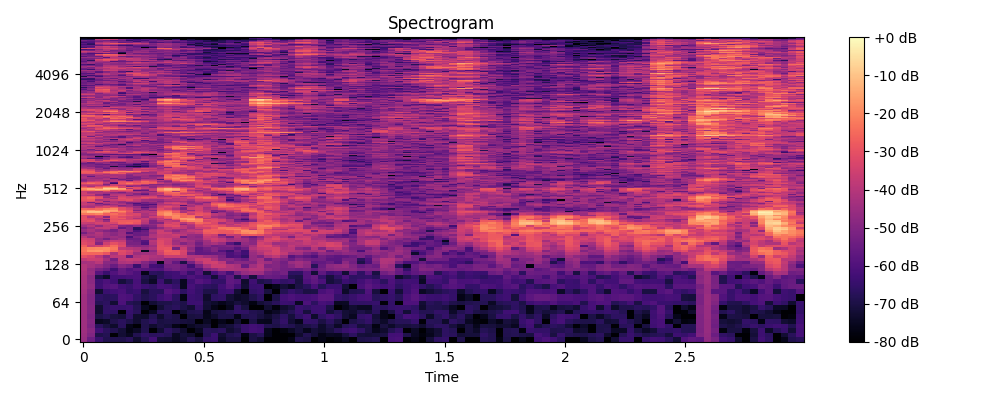 Spectrogram
Hz
4096
2048
1024
512
256
128
64
0
0
0.5
1
1.5
2
2.5
Time
+0 dB
-10 dB
-20 dB
-30 dB
-40 dB
-50 dB
-60 dB
-70 dB
-80 dB